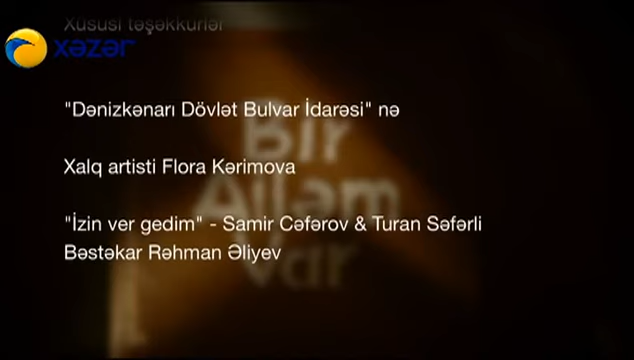 Xüsusi təşəkkürlər
xəzər
"Dənizkənarı Dövlət Bulvar İdarəsi" nə
Xalq artisti Flora Kərimova
"İzin ver gedim" - Samir Cəfərov & Turan Səfərli
Bəstəkar Rəhman Əliyev
Bir
Ailəm
Var